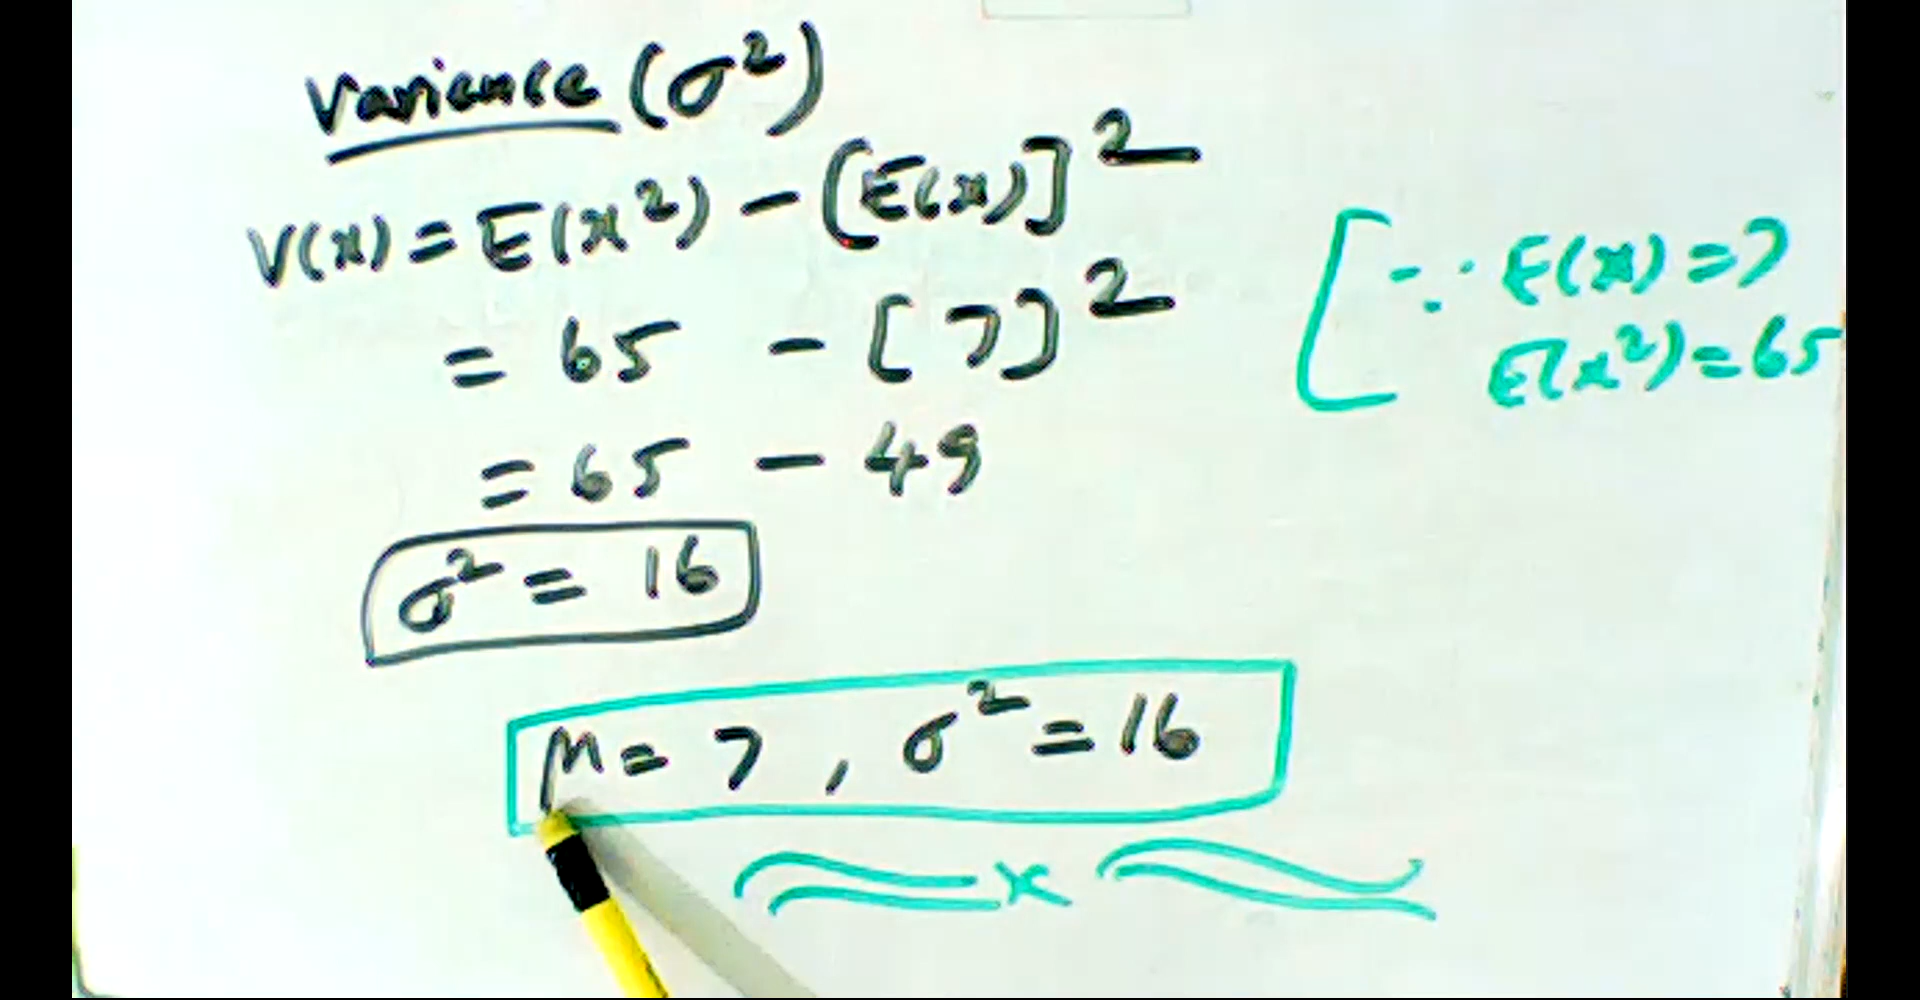 Variance (σ²)
V(x) = E(x²) - [E(x)]²
[∵ E(x) = 7
E(x²) = 65
= 65 - [7]²
= 65 - 49
σ² = 16
μ = 7, σ² = 16
x